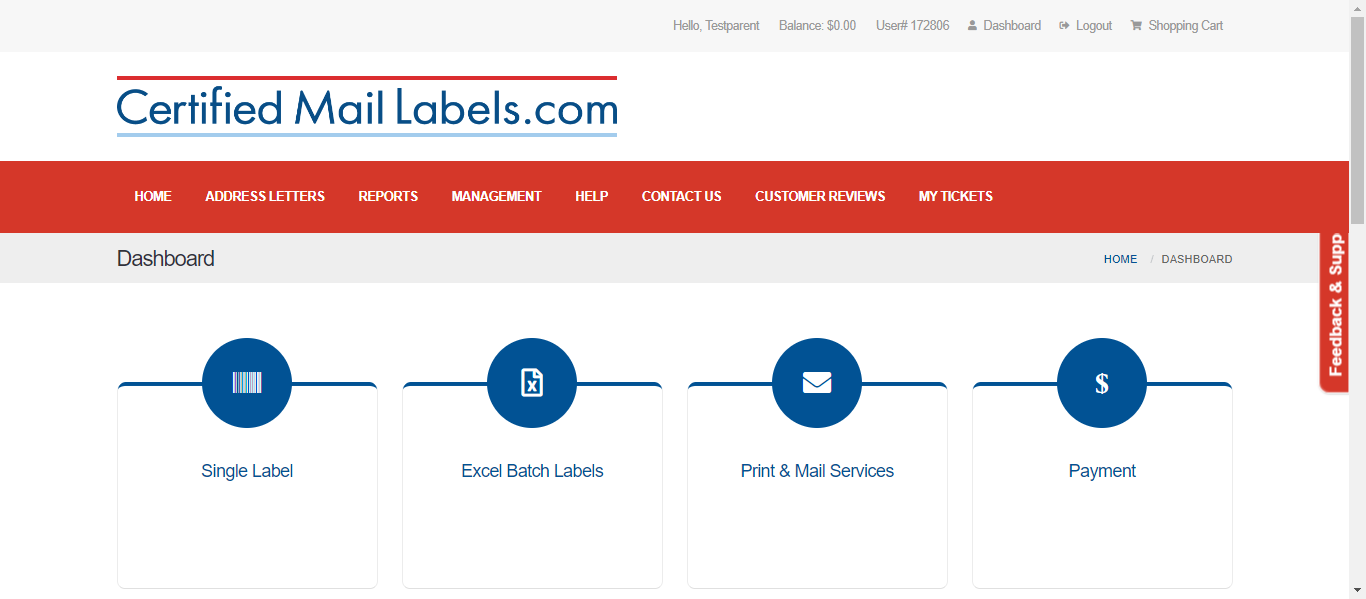 Hello, Testparent Balance: $0.00 User# 172806 Dashboard Logout Shopping Cart
Certified Mail Labels.com
HOME ADDRESS LETTERS REPORTS MANAGEMENT HELP CONTACT US CUSTOMER REVIEWS MY TICKETS
Dashboard HOME / DASHBOARD
Feedback & Supp
Single Label Excel Batch Labels Print & Mail Services Payment